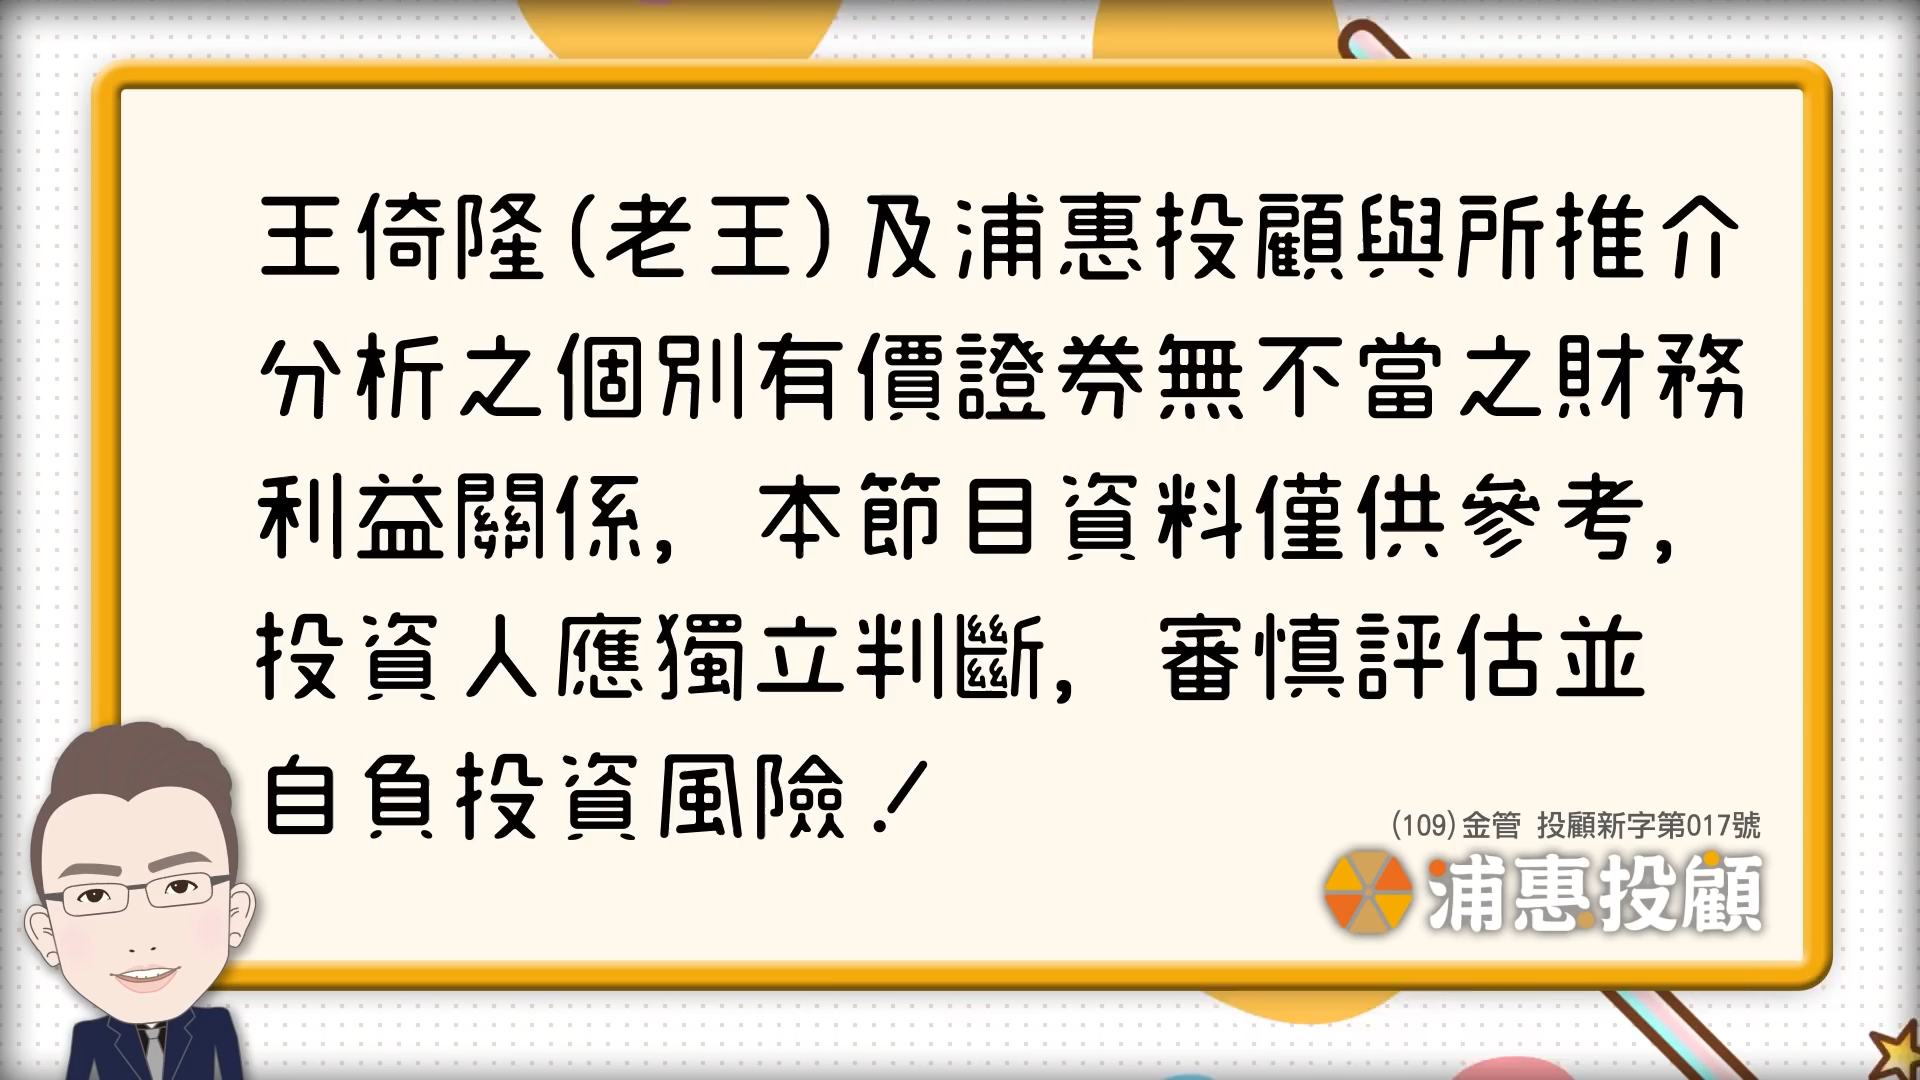 王倚隆(老王)及浦惠投顧與所推介
分析之個別有價證券無不當之財務
利益關係, 本節目資料僅供參考,
投資人應獨立判斷, 審慎評估並
自負投資風險!
(109)金管 投顧新字第017號
浦惠投顧